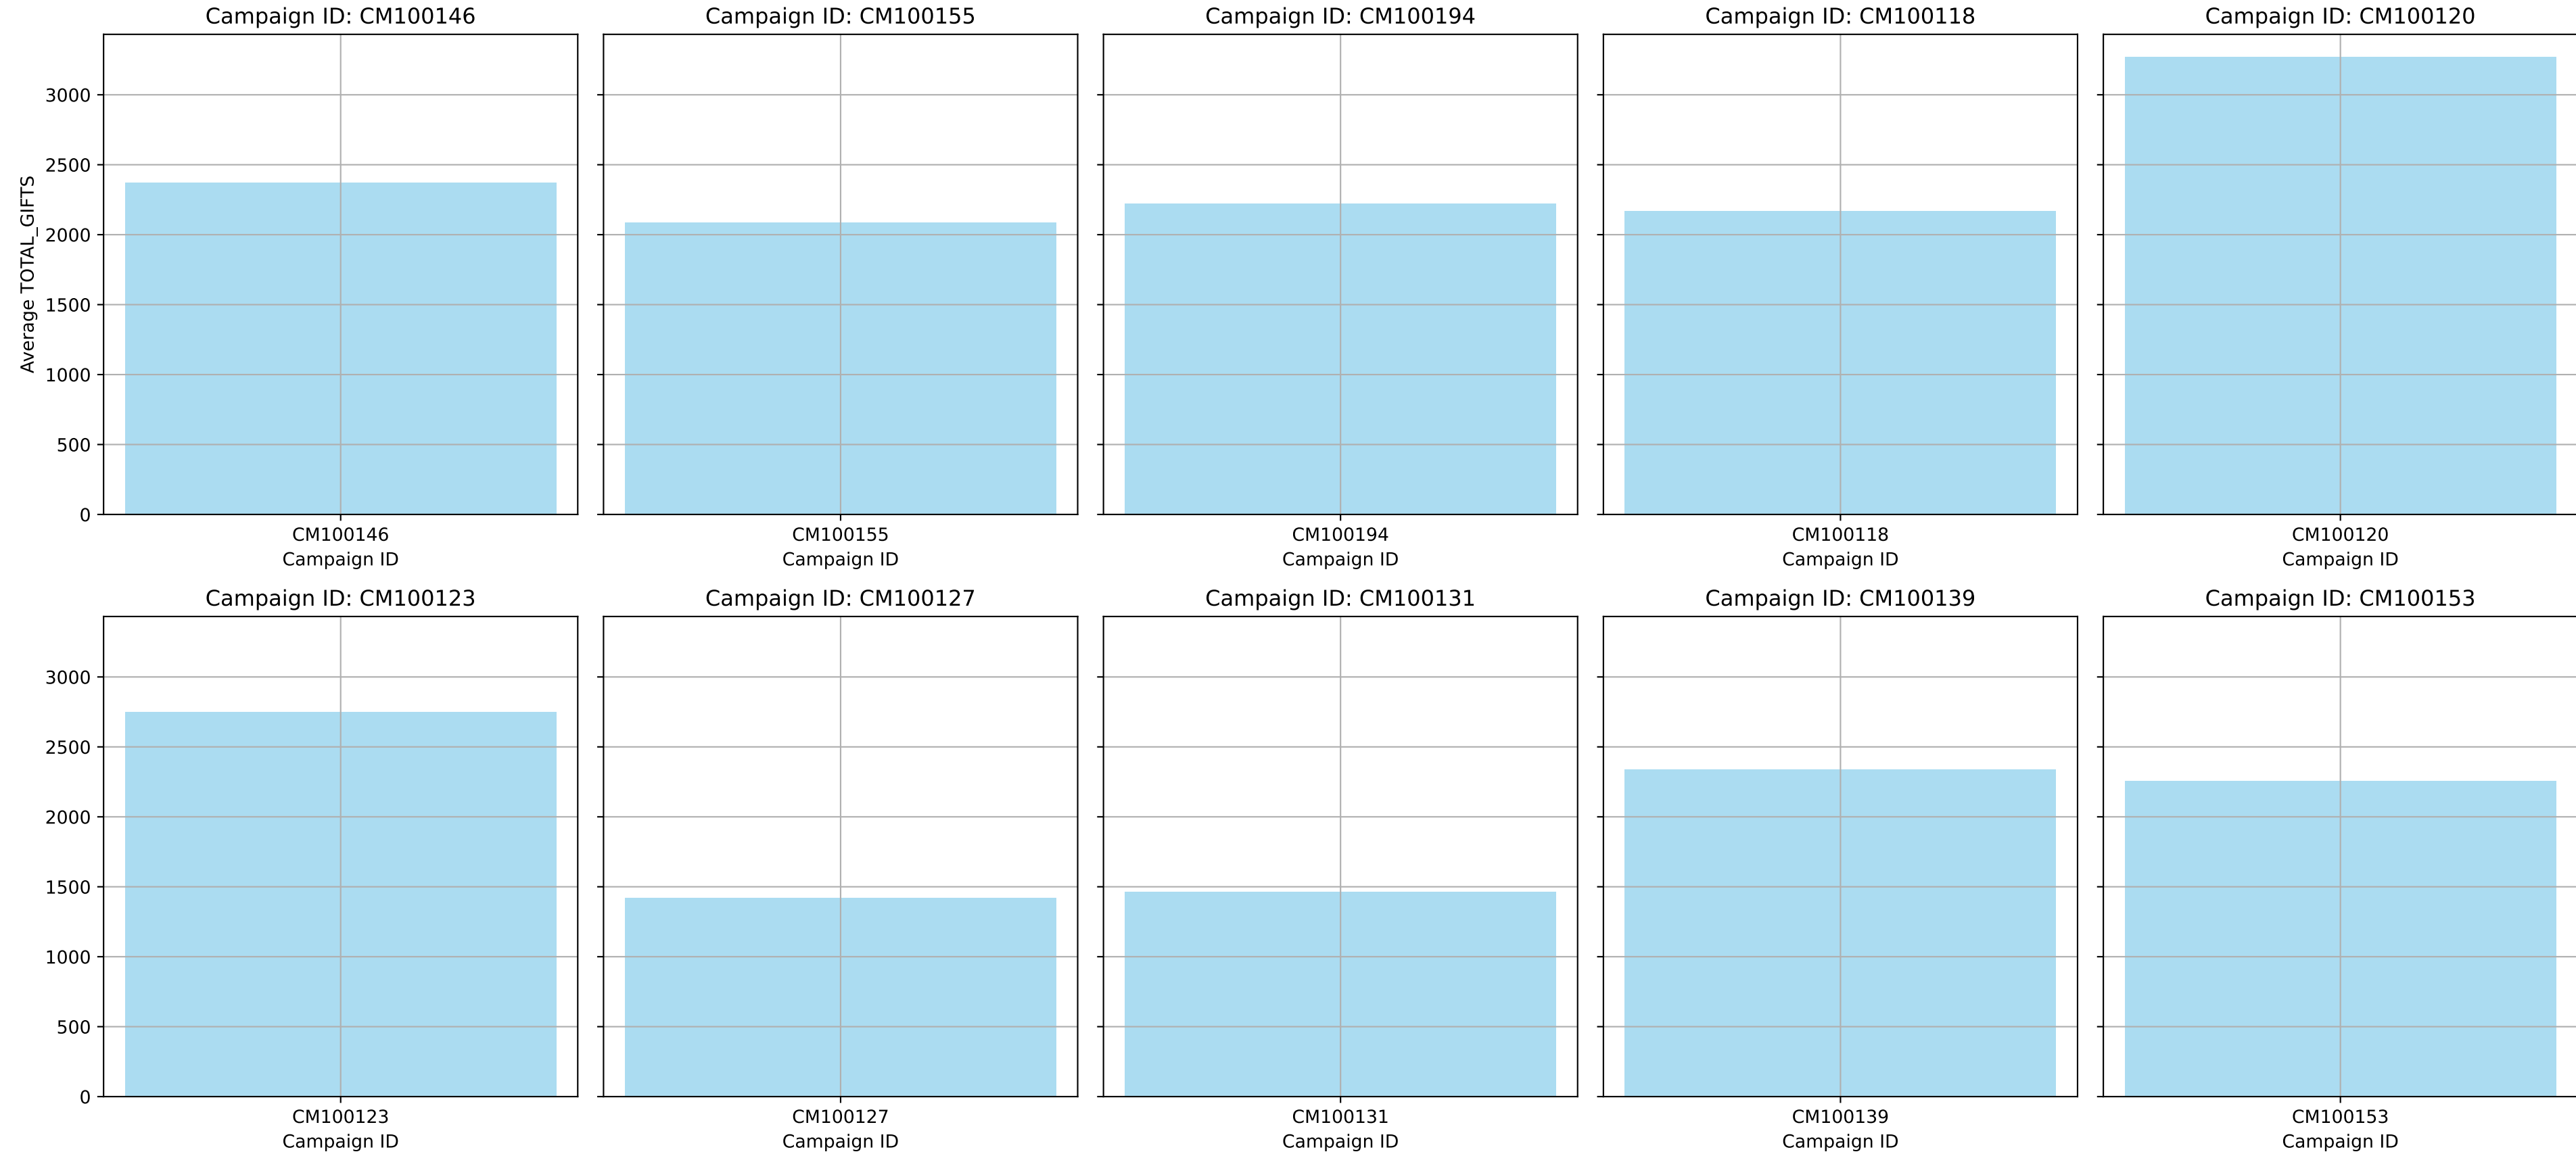 Campaign ID: CM100146
Campaign ID: CM100155
Campaign ID: CM100194
Campaign ID: CM100118
Campaign ID: CM100120
Average TOTAL_GIFTS
3000
2500
2000
1500
1000
500
0
CM100146
CM100155
CM100194
CM100118
CM100120
Campaign ID
Campaign ID
Campaign ID
Campaign ID
Campaign ID
Campaign ID: CM100123
Campaign ID: CM100127
Campaign ID: CM100131
Campaign ID: CM100139
Campaign ID: CM100153
3000
2500
2000
1500
1000
500
0
CM100123
CM100127
CM100131
CM100139
CM100153
Campaign ID
Campaign ID
Campaign ID
Campaign ID
Campaign ID